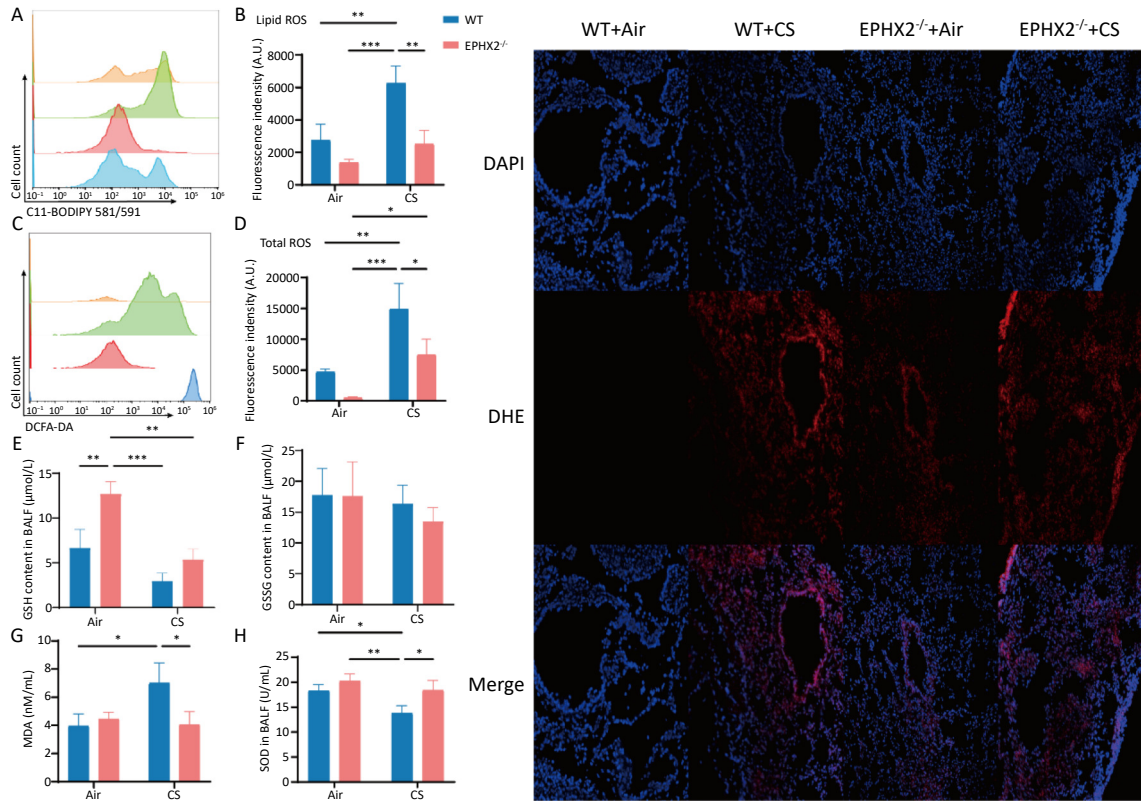 A
Cell count
10⁻¹ 10⁰ 10¹ 10² 10³ 10⁴ 10⁵ 10⁶
C11-BODIPY 581/591
B
Lipid ROS
WT
EPHX2⁻/⁻
**
*** **
Fluoresscence indensity (A.U.)
8000
6000
4000
2000
0
Air CS
C
Cell count
10⁻¹ 10⁰ 10¹ 10² 10³ 10⁴ 10⁵ 10⁶
DCFA-DA
D
Total ROS
*
**
*** *
Fluoresscence indensity (A.U.)
20000
15000
10000
5000
0
Air CS
E
**
** ***
GSH content in BALF (μmol/L)
15
10
5
0
Air CS
F
GSSG content in BALF (μmol/L)
25
20
15
10
5
0
Air CS
G
* *
MDA (nM/mL)
10
8
6
4
2
0
Air CS
H
*
** *
SOD in BALF (U/mL)
25
20
15
10
5
0
Air CS
WT+Air WT+CS EPHX2⁻/⁻+Air EPHX2⁻/⁻+CS
DAPI
DHE
Merge